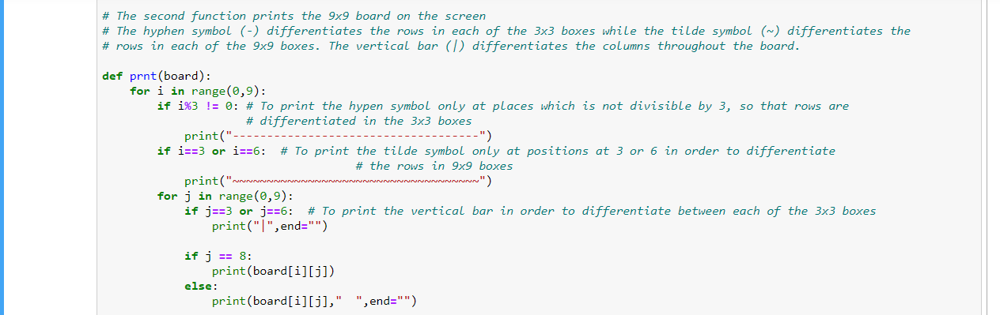 # The second function prints the 9x9 board on the screen
# The hyphen symbol (-) differentiates the rows in each of the 3x3 boxes while the tilde symbol (~) differentiates the
# rows in each of the 9x9 boxes. The vertical bar (|) differentiates the columns throughout the board.

def prnt(board):
    for i in range(0,9):
        if i%3 != 0: # To print the hypen symbol only at places which is not divisible by 3, so that rows are
                     # differentiated in the 3x3 boxes
            print("------------------------------------")
        if i==3 or i==6:  # To print the tilde symbol only at positions at 3 or 6 in order to differentiate
                                     # the rows in 9x9 boxes
            print("~~~~~~~~~~~~~~~~~~~~~~~~~~~~~~~~~~~~")
        for j in range(0,9):
            if j==3 or j==6:  # To print the vertical bar in order to differentiate between each of the 3x3 boxes
                print("|",end="")

            if j == 8:
                print(board[i][j])
            else:
                print(board[i][j],"  ",end="")